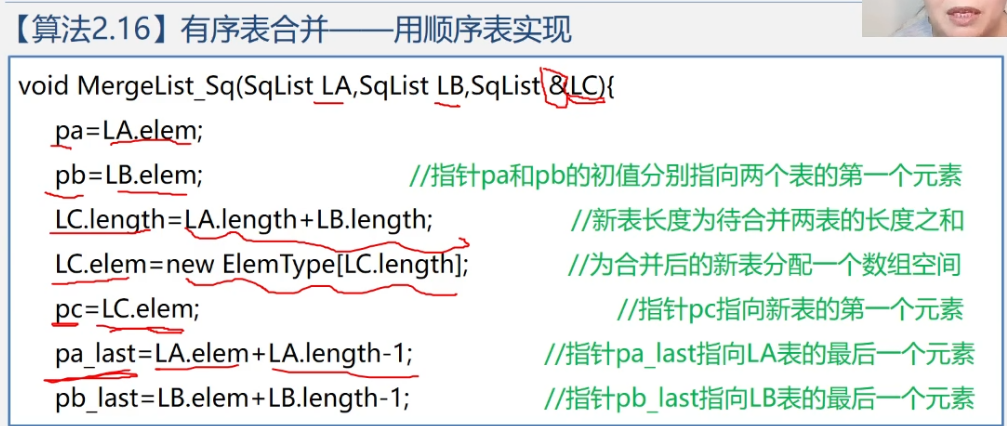 【算法2.16】有序表合并——用顺序表实现
void MergeList_Sq(SqList LA,SqList LB,SqList &LC){
pa=LA.elem;
pb=LB.elem; //指针pa和pb的初值分别指向两个表的第一个元素
LC.length=LA.length+LB.length; //新表长度为待合并两表的长度之和
LC.elem=new ElemType[LC.length]; //为合并后的新表分配一个数组空间
pc=LC.elem; //指针pc指向新表的第一个元素
pa_last=LA.elem+LA.length-1; //指针pa_last指向LA表的最后一个元素
pb_last=LB.elem+LB.length-1; //指针pb_last指向LB表的最后一个元素